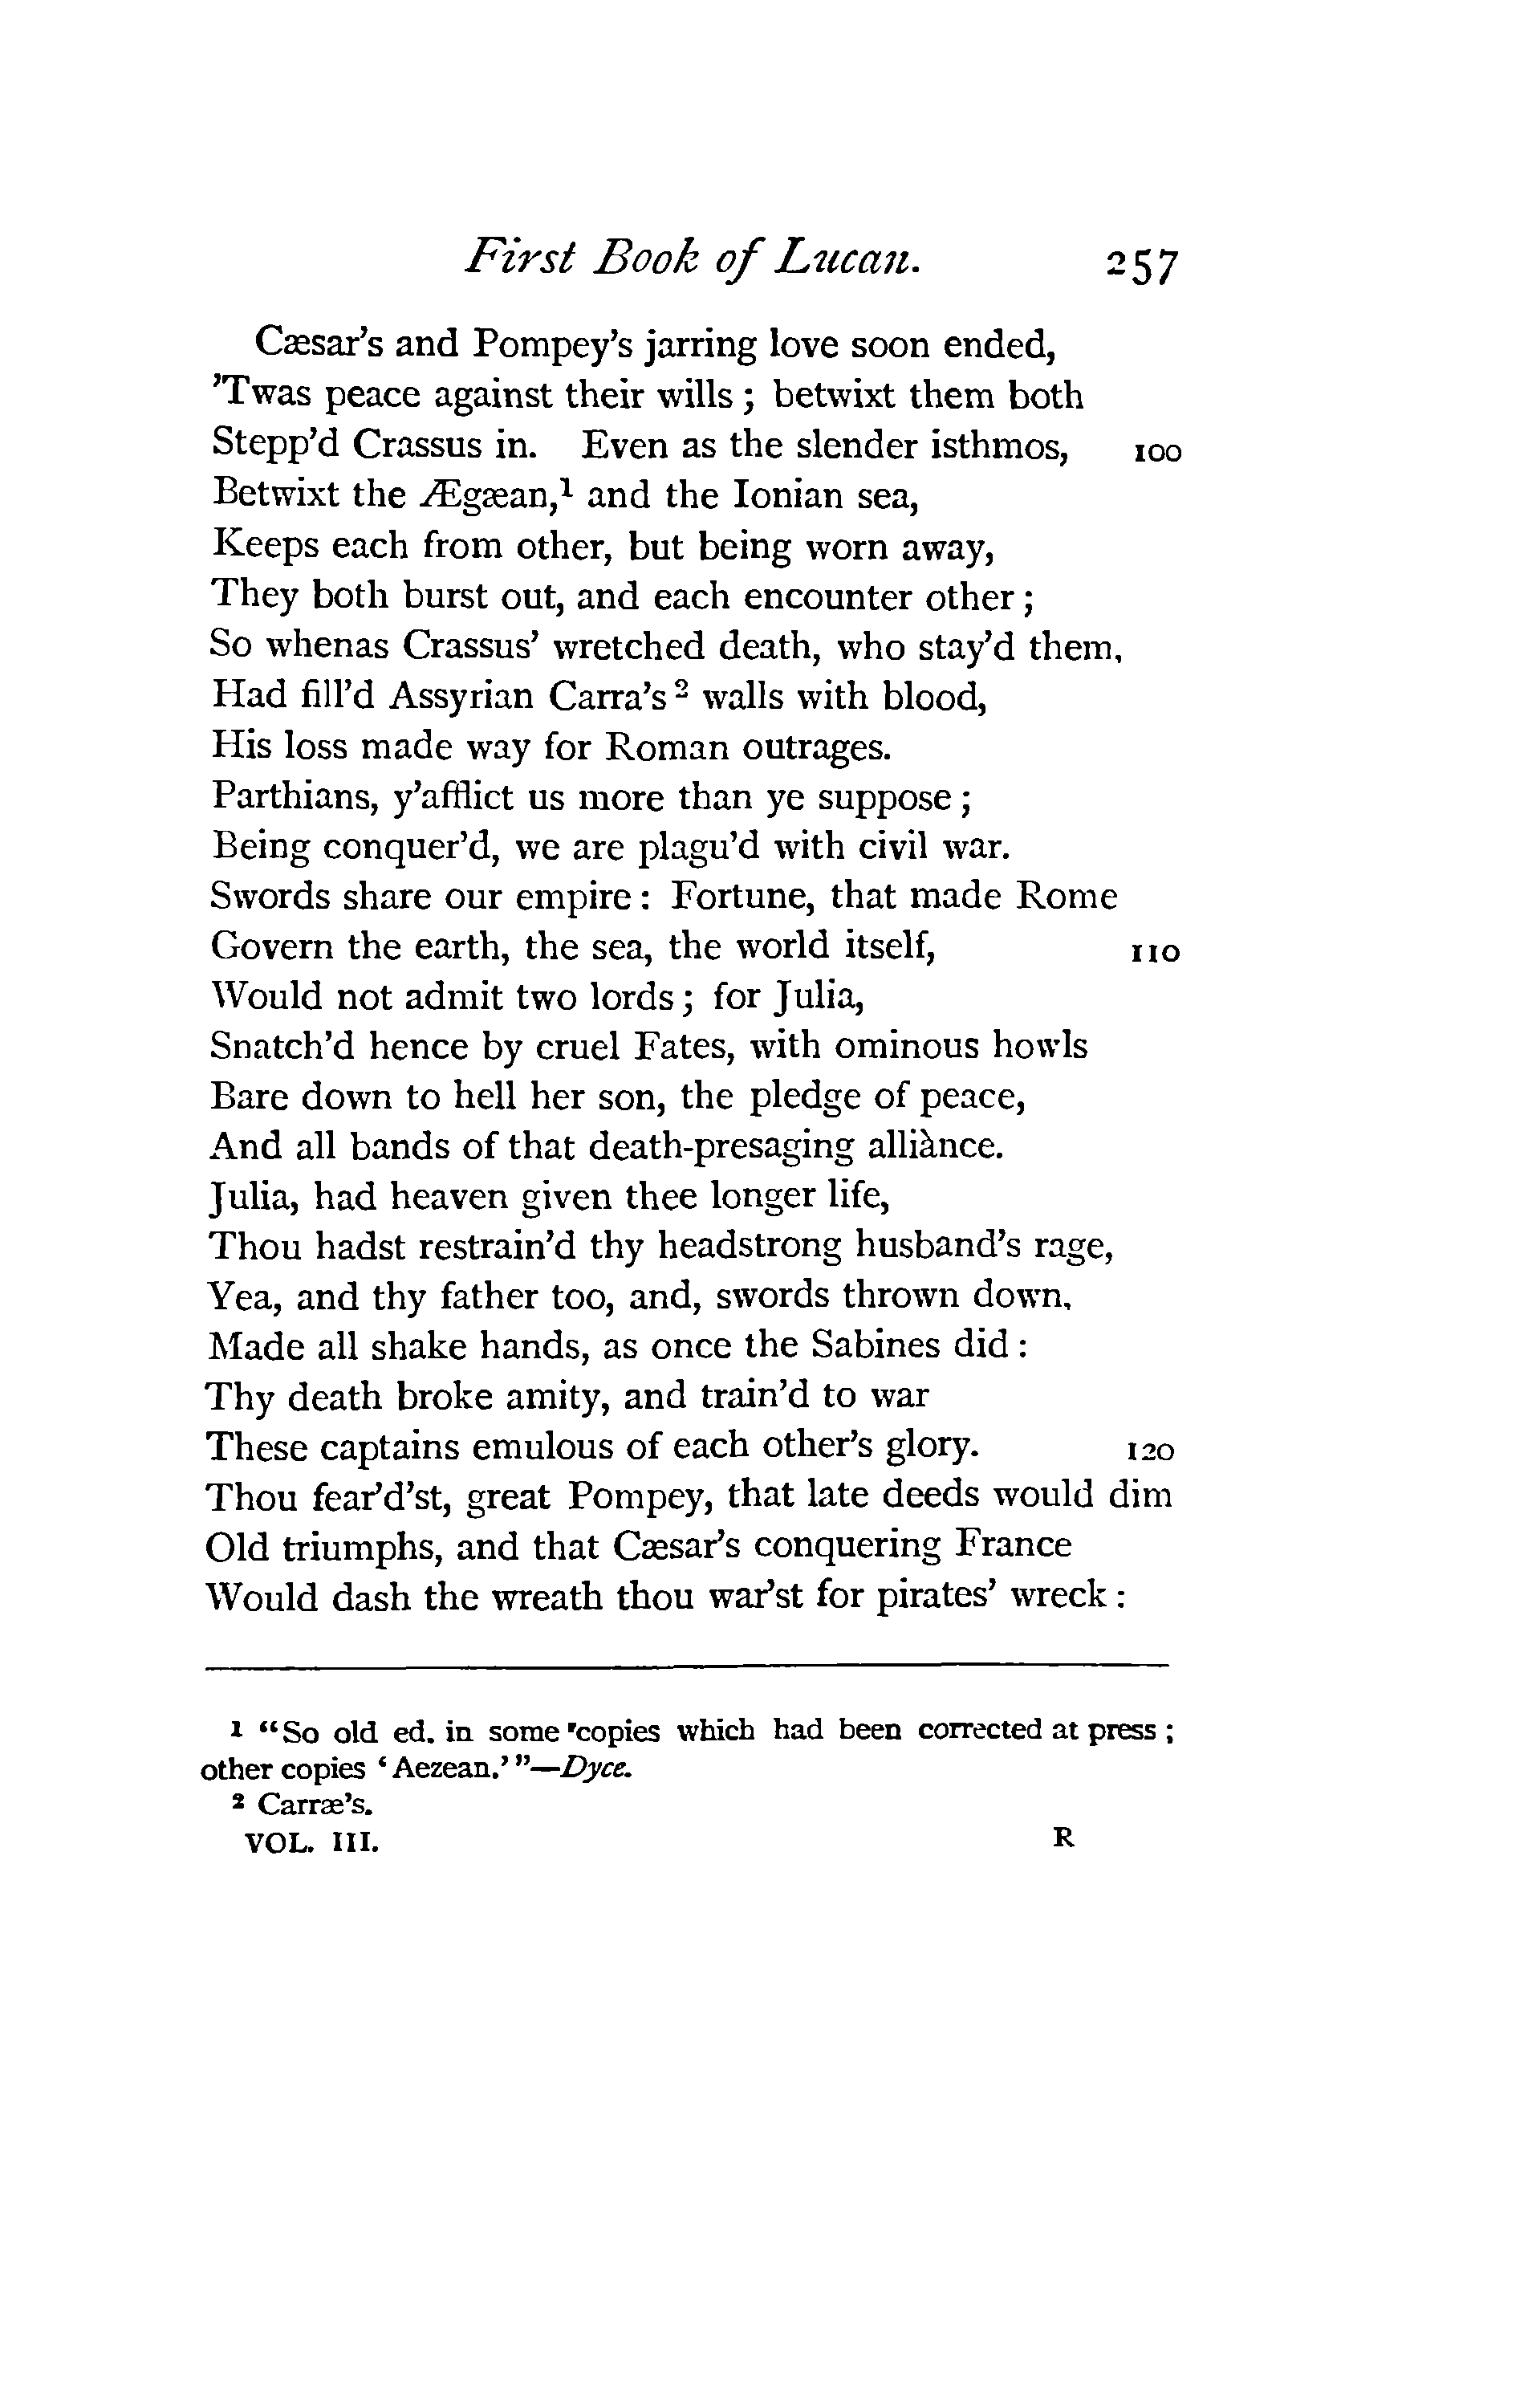 First Book of Lucan. 257
Cæsar's and Pompey's jarring love soon ended,
'Twas peace against their wills ; betwixt them both
Stepp'd Crassus in. Even as the slender isthmos, 100
Betwixt the Ægæan,¹ and the Ionian sea,
Keeps each from other, but being worn away,
They both burst out, and each encounter other ;
So whenas Crassus' wretched death, who stay'd them,
Had fill'd Assyrian Carra's ² walls with blood,
His loss made way for Roman outrages.
Parthians, y'afflict us more than ye suppose ;
Being conquer'd, we are plagu'd with civil war.
Swords share our empire : Fortune, that made Rome
Govern the earth, the sea, the world itself, 110
Would not admit two lords ; for Julia,
Snatch'd hence by cruel Fates, with ominous howls
Bare down to hell her son, the pledge of peace,
And all bands of that death-presaging alliànce.
Julia, had heaven given thee longer life,
Thou hadst restrain'd thy headstrong husband's rage,
Yea, and thy father too, and, swords thrown down,
Made all shake hands, as once the Sabines did :
Thy death broke amity, and train'd to war
These captains emulous of each other's glory. 120
Thou fear'd'st, great Pompey, that late deeds would dim
Old triumphs, and that Cæsar's conquering France
Would dash the wreath thou war'st for pirates' wreck :
¹ "So old ed. in some 'copies which had been corrected at press ;
other copies 'Aezean.' "—Dyce.
² Carræ's.
VOL. III. R